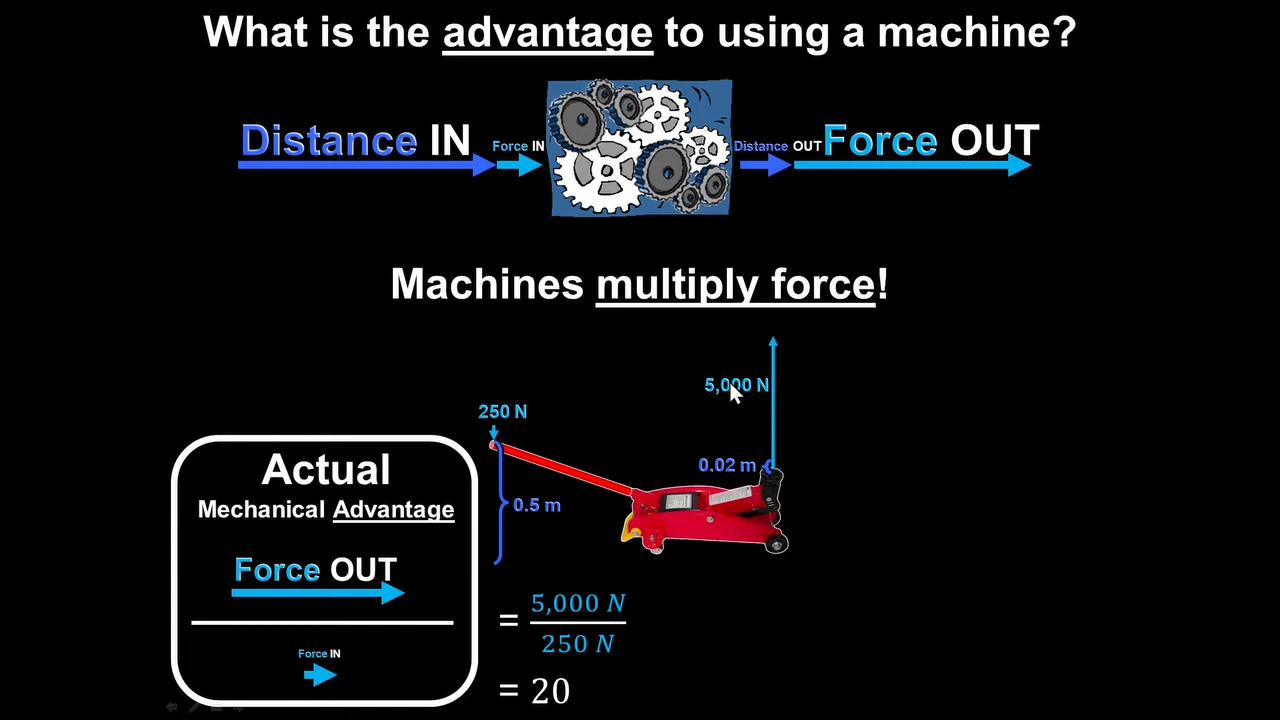 What is the advantage to using a machine?
Distance IN
Force IN
Distance OUT
Force OUT
Machines multiply force!
5,000 N
250 N
0.02 m
0.5 m
Actual
Mechanical Advantage
Force OUT
Force IN
= 5,000 N
250 N
= 20